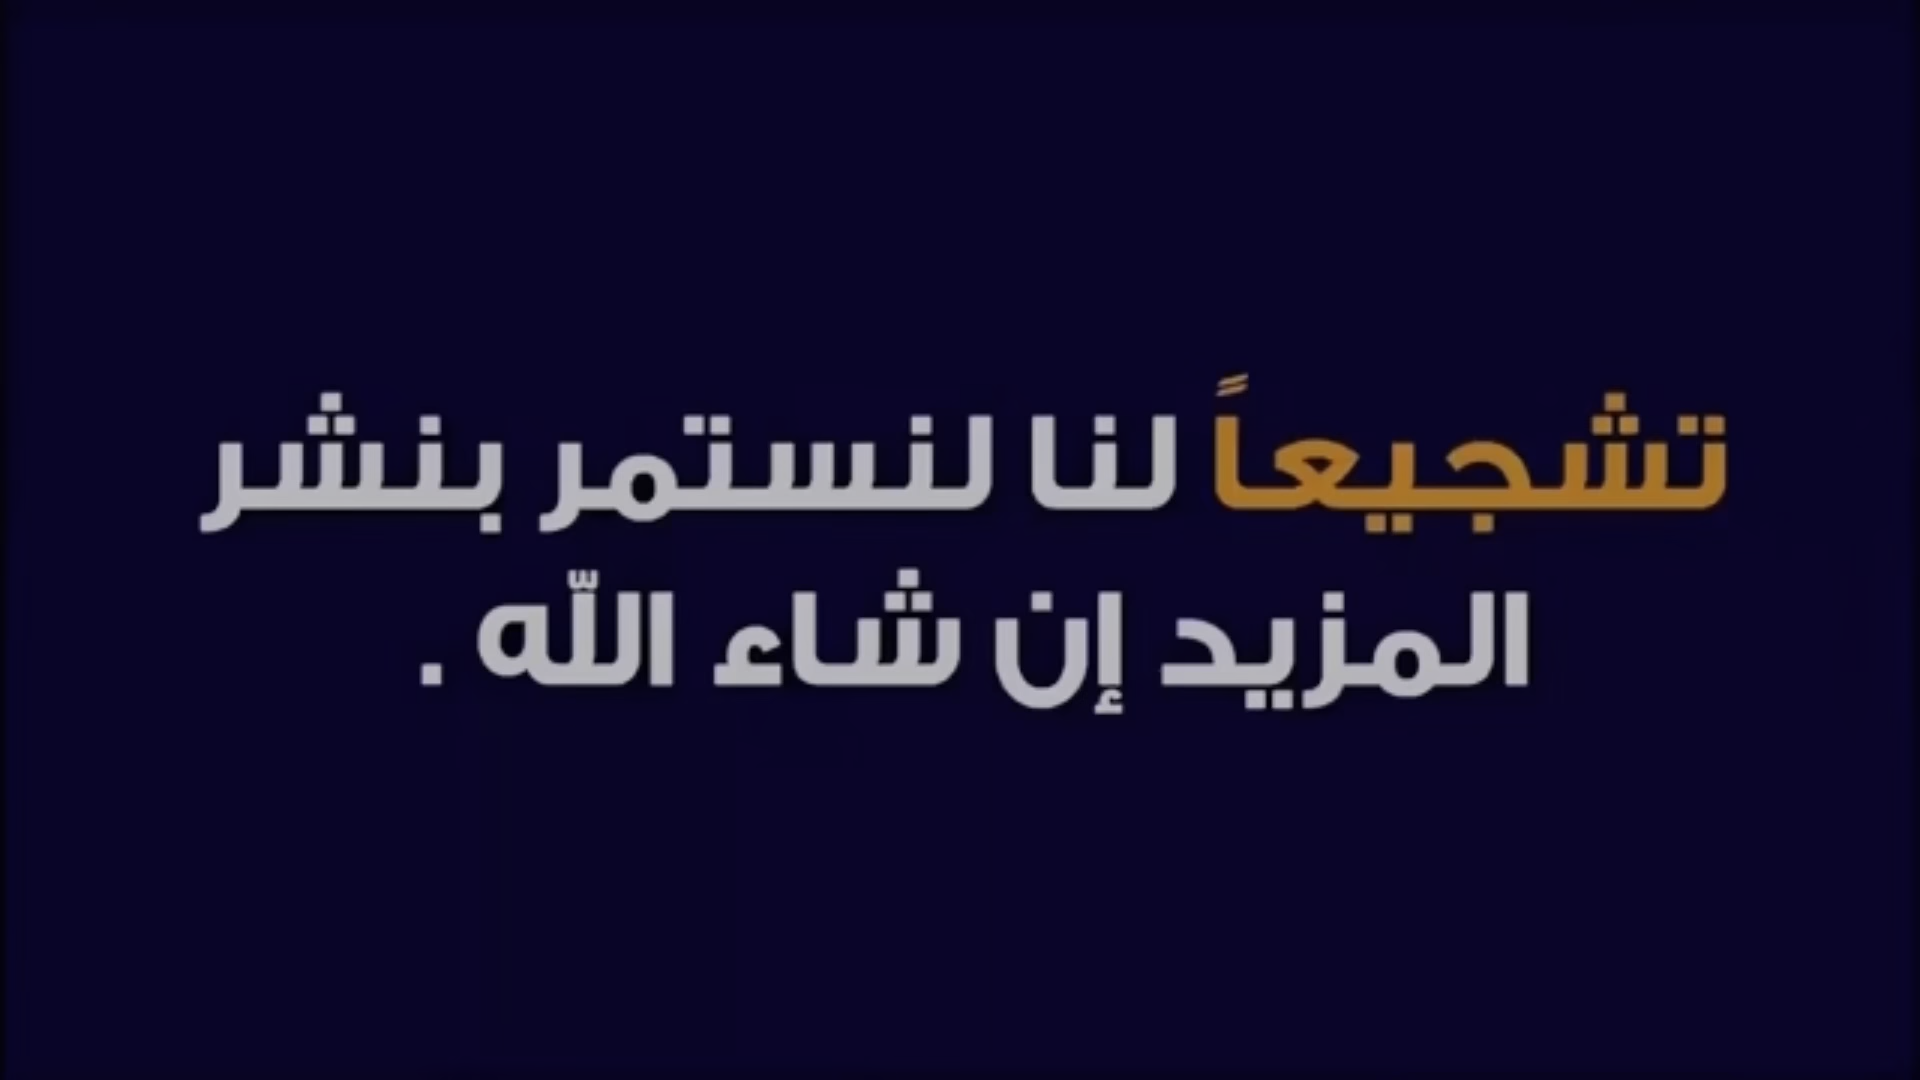 تشجيعاً لنا لنستمر بنشر
المزيد إن شاء اللّه .